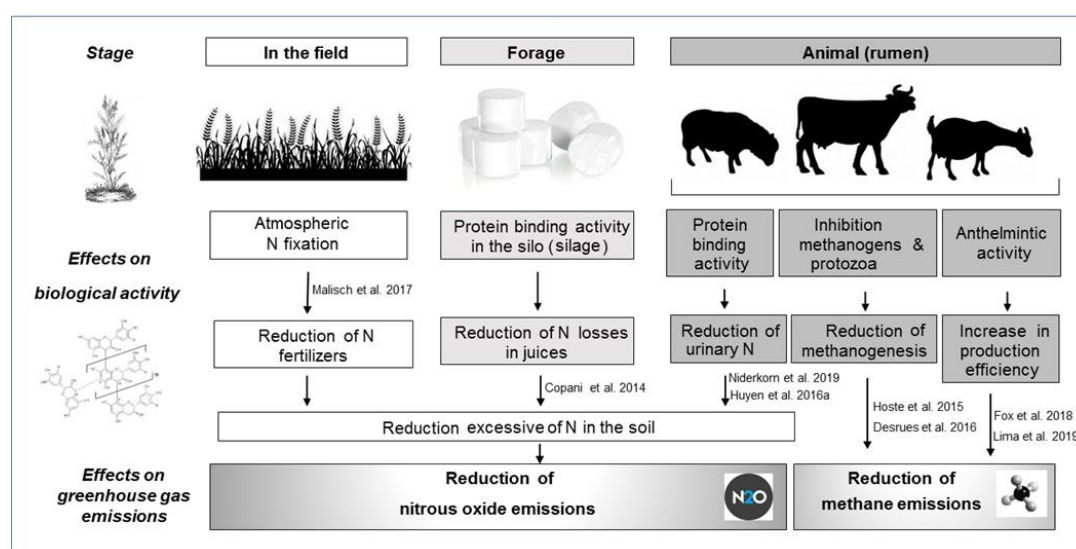 Stage
In the field
Forage
Animal (rumen)
Atmospheric
N fixation
Protein binding activity
in the silo (silage)
Protein
binding
activity
Inhibition
methanogens &
protozoa
Anthelmintic
activity
Effects on
biological activity
Malisch et al. 2017
Reduction of N
fertilizers
Reduction of N losses
in juices
Reduction of
urinary N
Reduction of
methanogenesis
Increase in
production
efficiency
Copani et al. 2014
Niderkorn et al. 2019
Huyen et al. 2016a
Hoste et al. 2015
Desrues et al. 2016
Fox et al. 2018
Lima et al. 2019
Reduction excessive of N in the soil
Effects on
greenhouse gas
emissions
Reduction of
nitrous oxide emissions
N2O
Reduction of
methane emissions